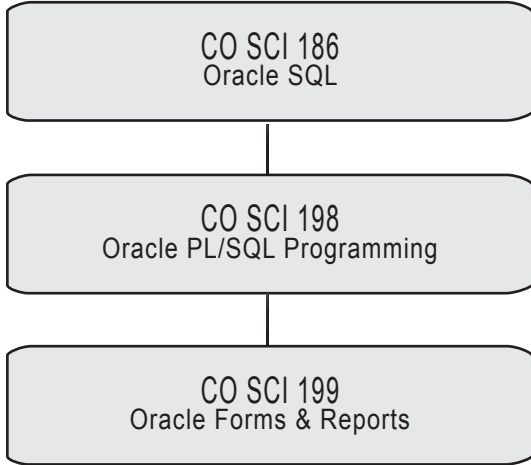 CO SCI 186
Oracle SQL
CO SCI 198
Oracle PL/SQL Programming
CO SCI 199
Oracle Forms & Reports